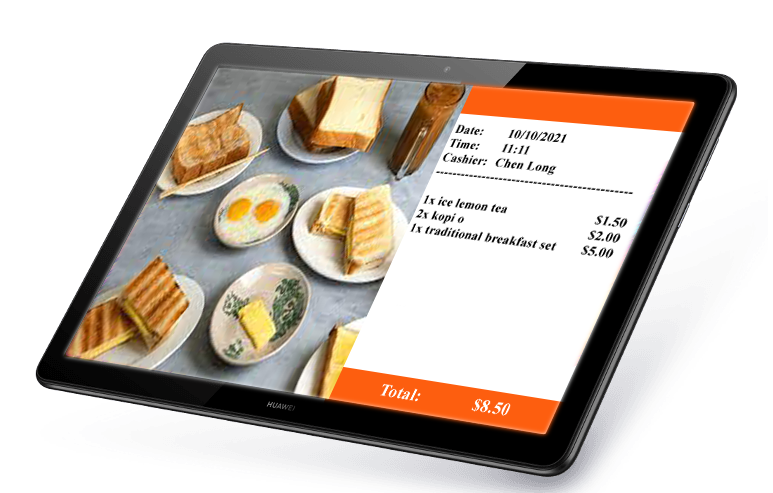 Date: 10/10/2021
Time: 11:11
Cashier: Chen Long
1x ice lemon tea $1.50
2x kopi o $2.00
1x traditional breakfast set $5.00
Total: $8.50
HUAWEI